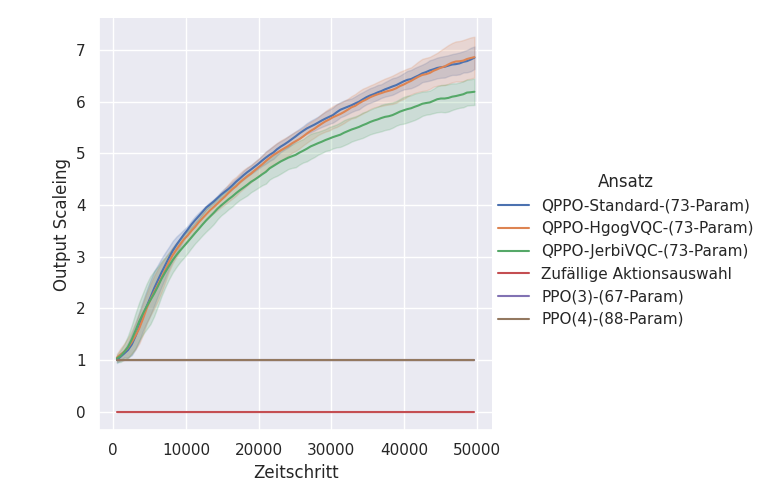 7
6
5
4
3
2
1
0
Output Scaleing
0 10000 20000 30000 40000 50000
Zeitschritt
Ansatz
QPPO-Standard-(73-Param)
QPPO-HgogVQC-(73-Param)
QPPO-JerbiVQC-(73-Param)
Zufällige Aktionsauswahl
PPO(3)-(67-Param)
PPO(4)-(88-Param)